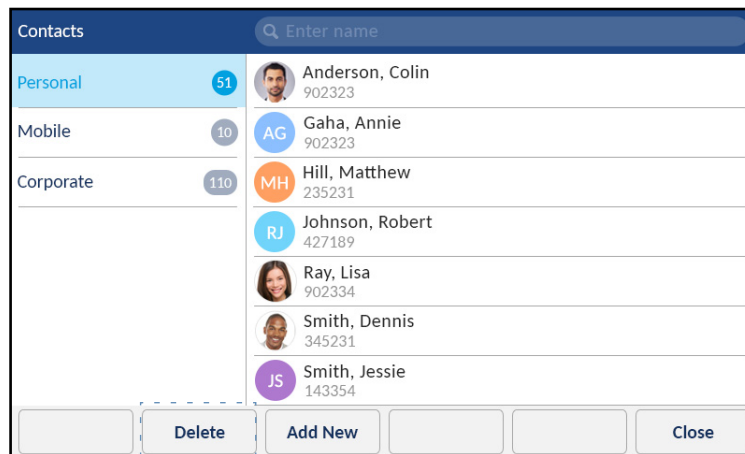 Contacts
Enter name
Personal 51
Mobile 10
Corporate 110
Anderson, Colin
902323
AG
Gaha, Annie
902323
MH
Hill, Matthew
235231
RJ
Johnson, Robert
427189
Ray, Lisa
902334
Smith, Dennis
345231
JS
Smith, Jessie
143354
Delete
Add New
Close